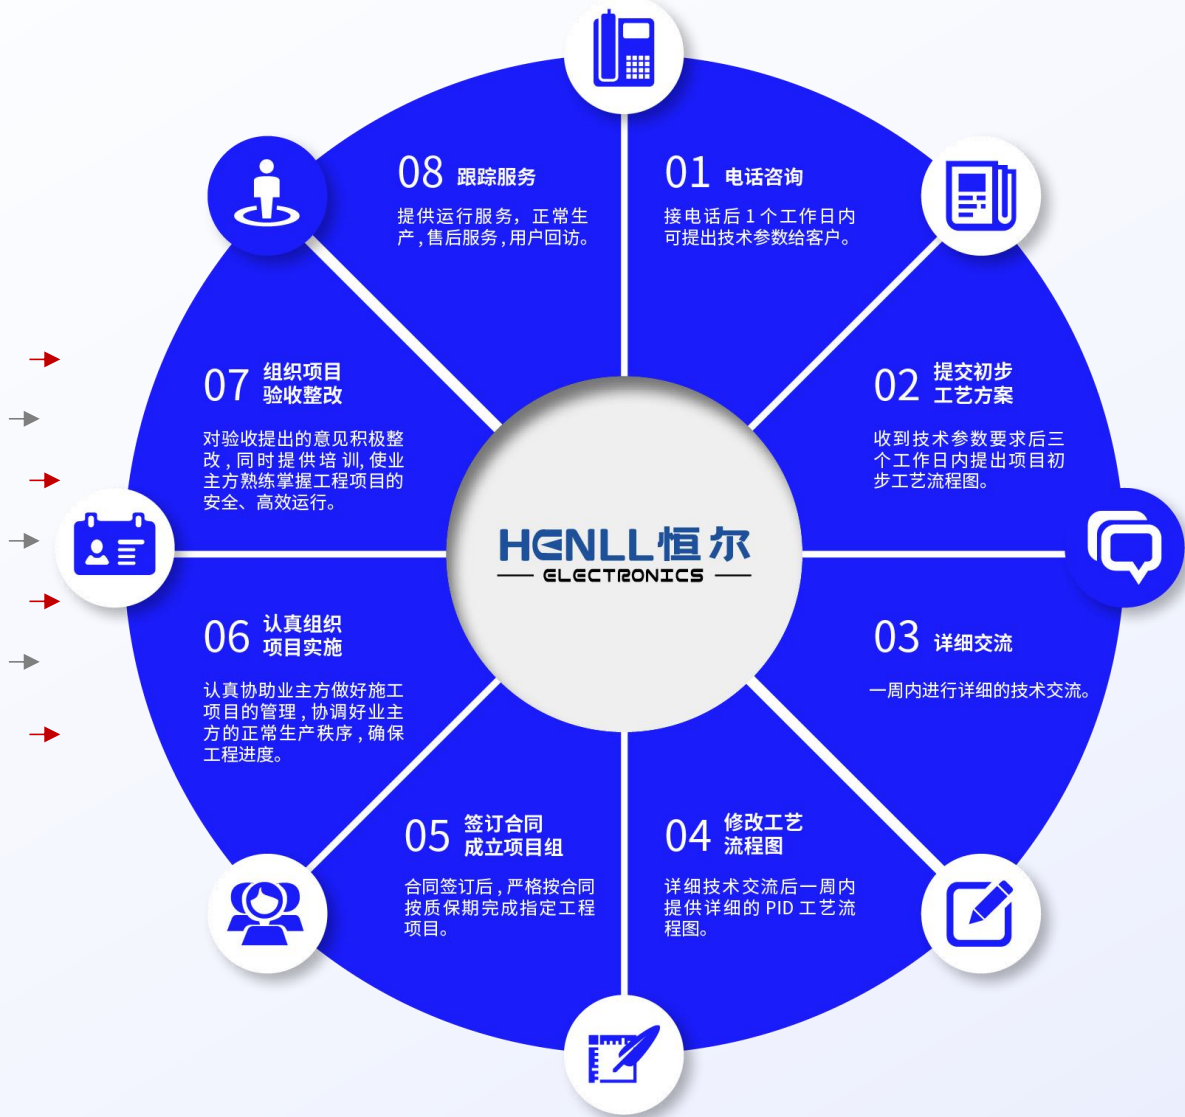 01 电话咨询
接电话后 1 个工作日内
可提出技术参数给客户。
02 提交初步
工艺方案
收到技术参数要求后三
个工作日内提出项目初
步工艺流程图。
03 详细交流
一周内进行详细的技术交流。
04 修改工艺
流程图
详细技术交流后一周内
提供详细的 PID 工艺流
程图。
05 签订合同
成立项目组
合同签订后 , 严格按合同
按质保期完成指定工程
项目。
06 认真组织
项目实施
认真协助业主方做好施工
项目的管理 , 协调好业主
方的正常生产秩序 , 确保
工程进度。
07 组织项目
验收整改
对验收提出的意见积极整
改 , 同时提供培 训, 使业
主方熟练掌握工程项目的
安全、高效运行。
08 跟踪服务
提供运行服务，正常生
产 , 售后服务 , 用户回访。
HENLL恒尔
ELECTRONICS